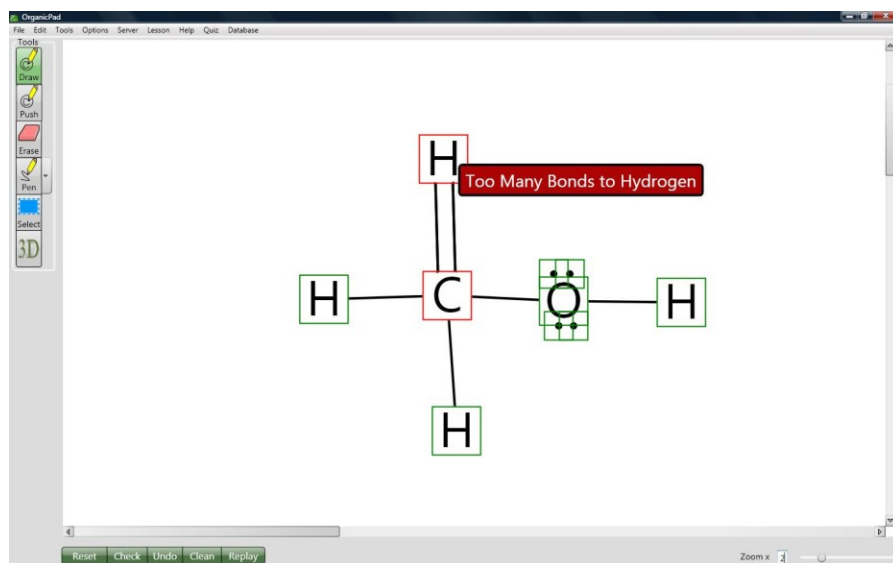 OrganicPad
File Edit Tools Options Server Lesson Help Quiz Database
Tools
Draw
Push
Erase
Pen
Select
3D
H
Too Many Bonds to Hydrogen
H C O H
H
Reset Check Undo Clean Replay
Zoom x 2